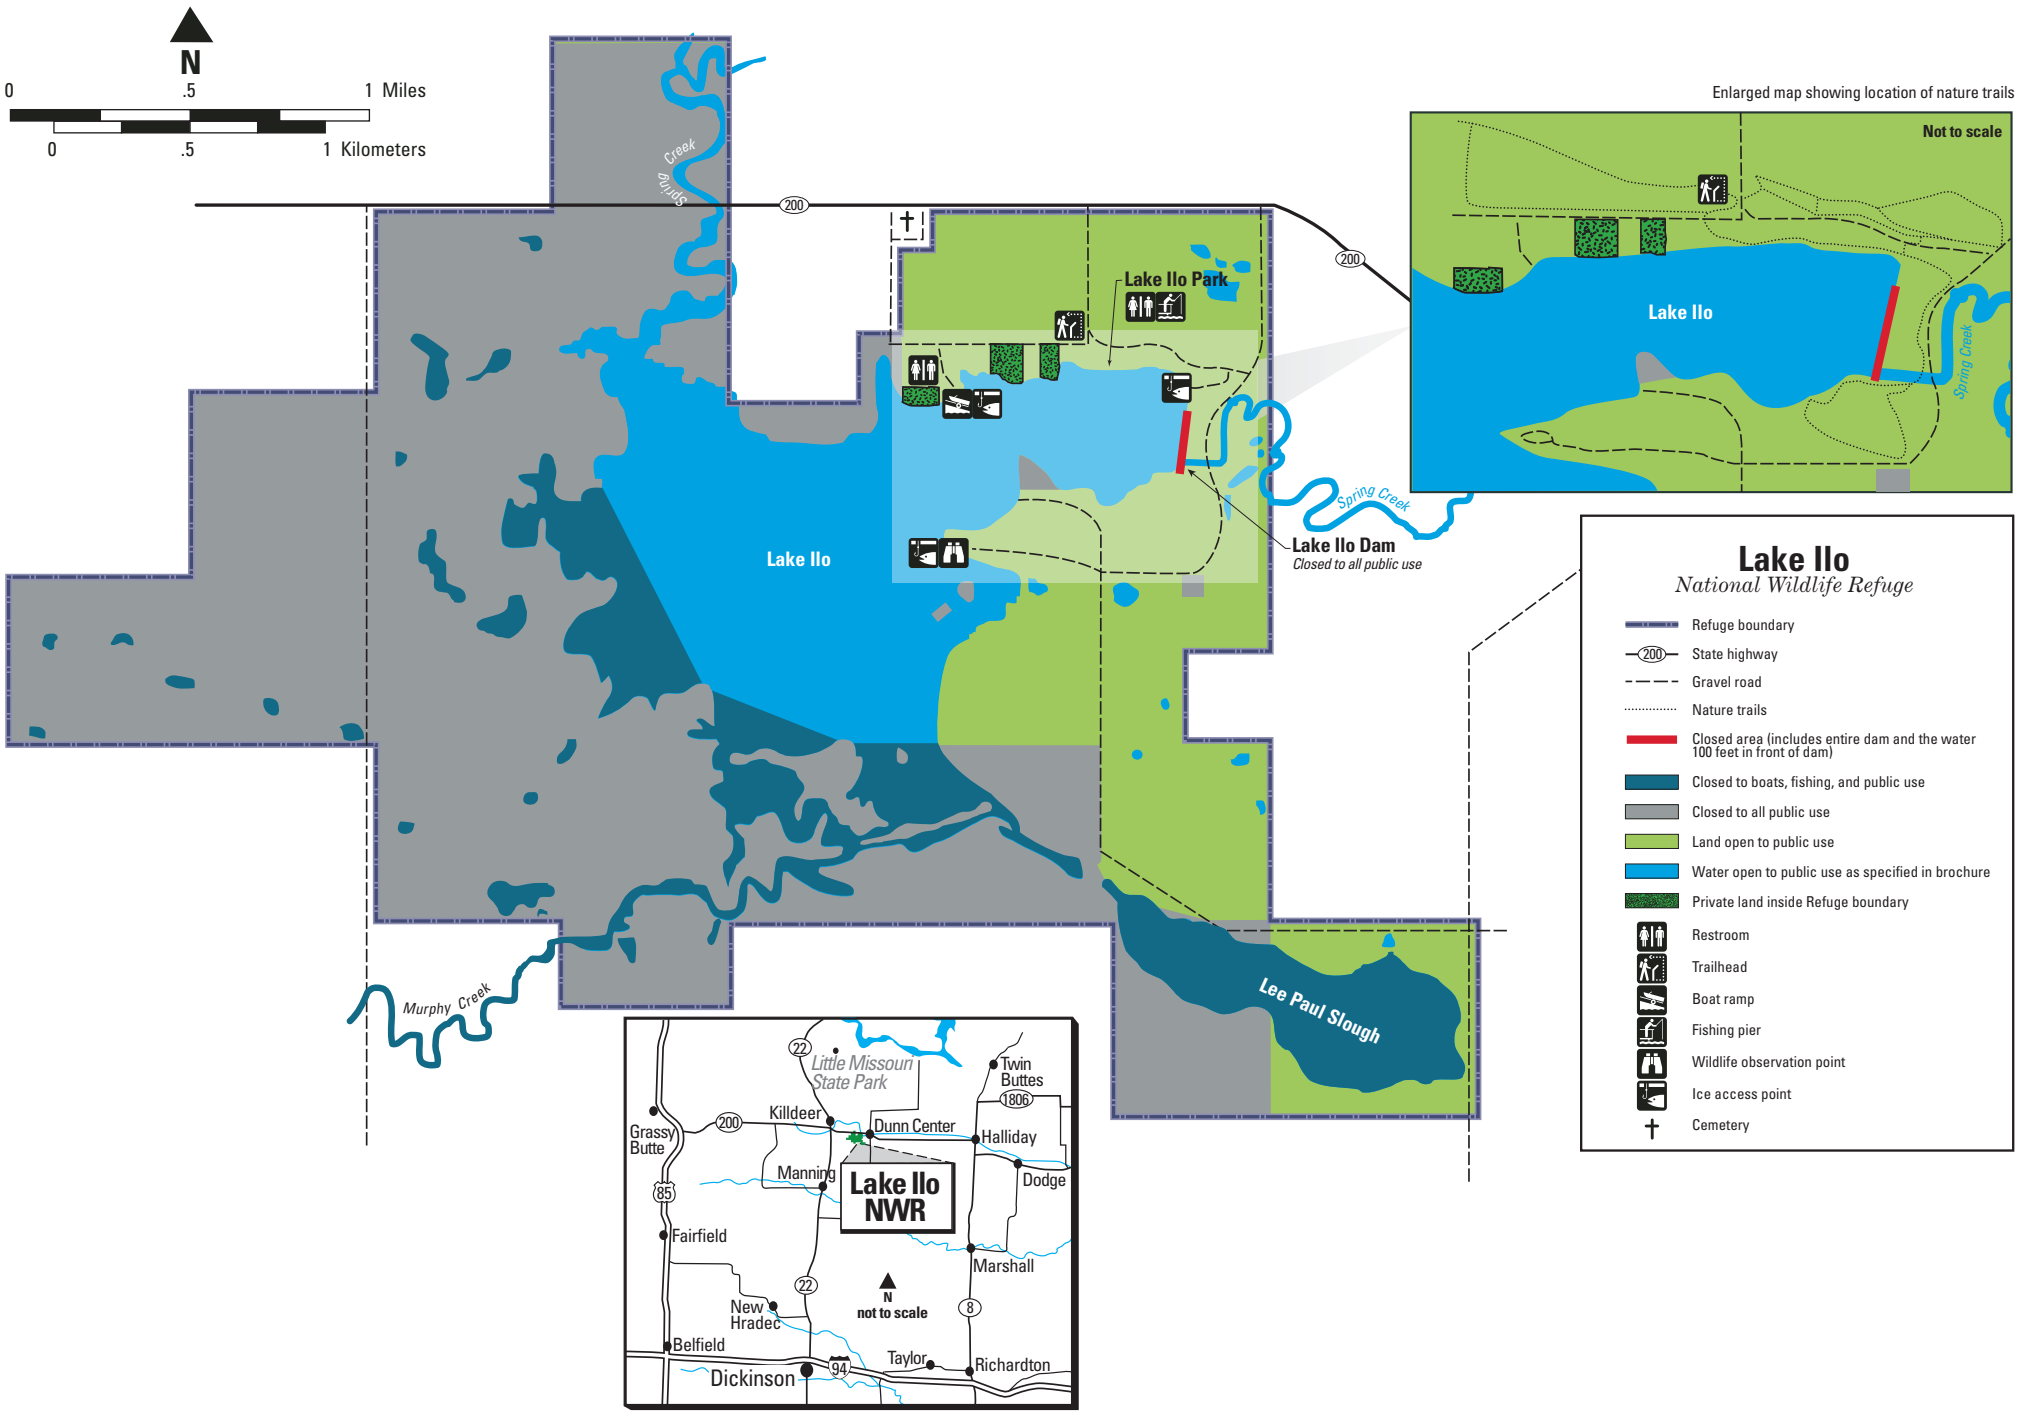 N
0 .5 1 Miles
0 .5 1 Kilometers
Enlarged map showing location of nature trails
Not to scale
Lake Ilo
Spring Creek
Spring
Creek
200
200
Lake Ilo Park
Lake Ilo
Spring Creek
Lake Ilo Dam
Closed to all public use
Murphy Creek
Lee Paul Slough
Lake Ilo
National Wildlife Refuge
Refuge boundary
200 State highway
Gravel road
Nature trails
Closed area (includes entire dam and the water
100 feet in front of dam)
Closed to boats, fishing, and public use
Closed to all public use
Land open to public use
Water open to public use as specified in brochure
Private land inside Refuge boundary
Restroom
Trailhead
Boat ramp
Fishing pier
Wildlife observation point
Ice access point
Cemetery
22
Little Missouri
State Park
Twin
Buttes
1806
Killdeer
200
Grassy
Butte
Dunn Center
Halliday
Manning
Dodge
85
Lake Ilo
NWR
Fairfield
Marshall
22
N
not to scale
8
New
Hradec
Belfield
Taylor
Richardton
94
Dickinson